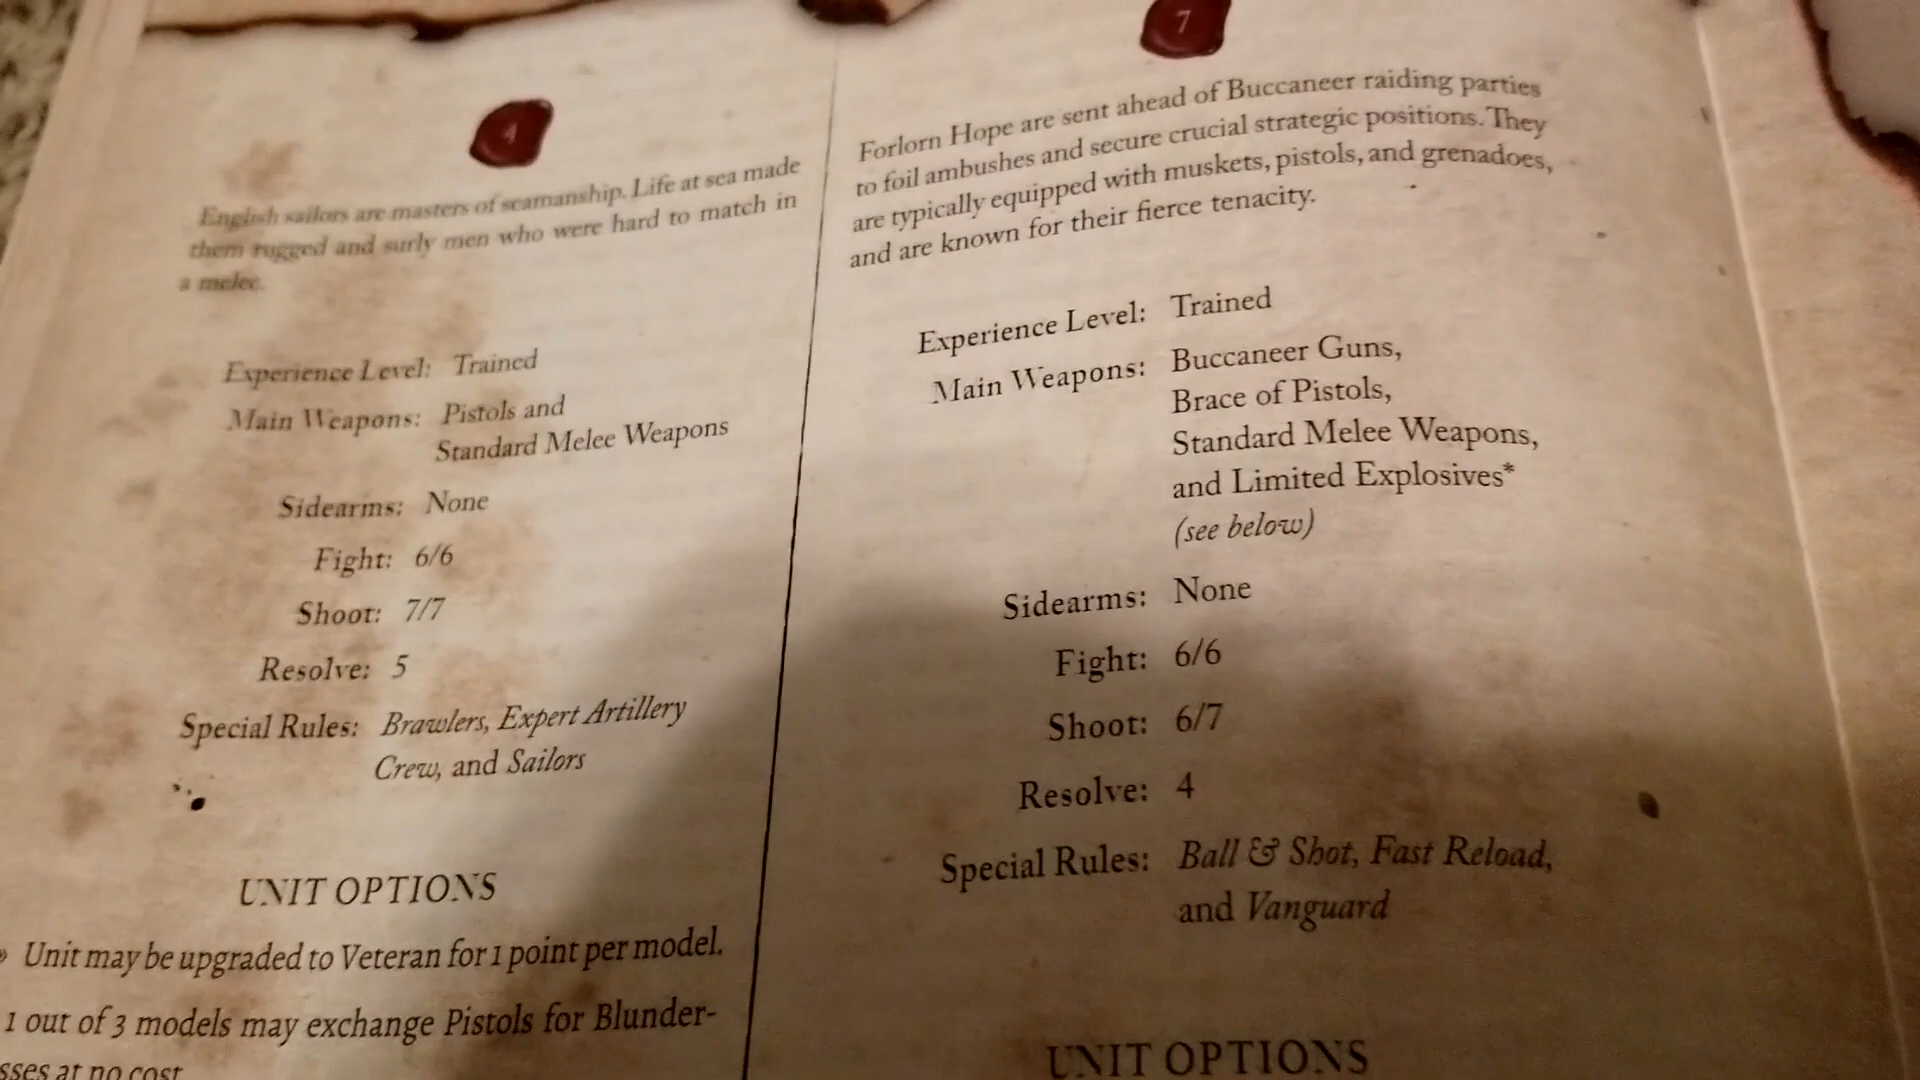 4
English sailors are masters of seamanship. Life at sea made
them rugged and surly men who were hard to match in
a melee.
Experience Level: Trained
Main Weapons: Pistols and
Standard Melee Weapons
Sidearms: None
Fight: 6/6
Shoot: 7/7
Resolve: 5
Special Rules: Brawlers, Expert Artillery
Crew, and Sailors
UNIT OPTIONS
» Unit may be upgraded to Veteran for 1 point per model.
1 out of 3 models may exchange Pistols for Blunder-
sses at no cost
7
Forlorn Hope are sent ahead of Buccaneer raiding parties
to foil ambushes and secure crucial strategic positions. They
are typically equipped with muskets, pistols, and grenadoes,
and are known for their fierce tenacity.
Experience Level: Trained
Main Weapons: Buccaneer Guns,
Brace of Pistols,
Standard Melee Weapons,
and Limited Explosives*
(see below)
Sidearms: None
Fight: 6/6
Shoot: 6/7
Resolve: 4
Special Rules: Ball & Shot, Fast Reload,
and Vanguard
UNIT OPTIONS